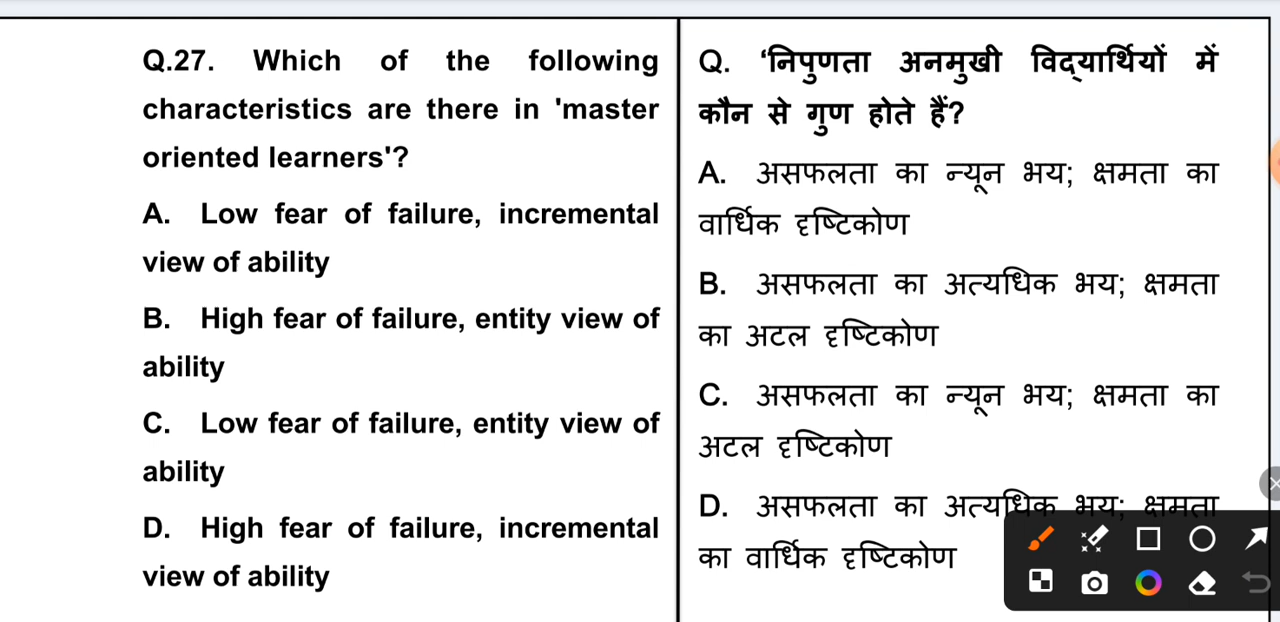 Q.27. Which of the following
characteristics are there in 'master
oriented learners'?
A. Low fear of failure, incremental
view of ability
B. High fear of failure, entity view of
ability
C. Low fear of failure, entity view of
ability
D. High fear of failure, incremental
view of ability
Q. ‘निपुणता अनमुखी विद्यार्थियों में
कौन से गुण होते हैं?
A. असफलता का न्यून भय; क्षमता का
वार्धिक दृष्टिकोण
B. असफलता का अत्यधिक भय; क्षमता
का अटल दृष्टिकोण
C. असफलता का न्यून भय; क्षमता का
अटल दृष्टिकोण
D. असफलता का अत्यधिक भय; क्षमता
का वार्धिक दृष्टिकोण